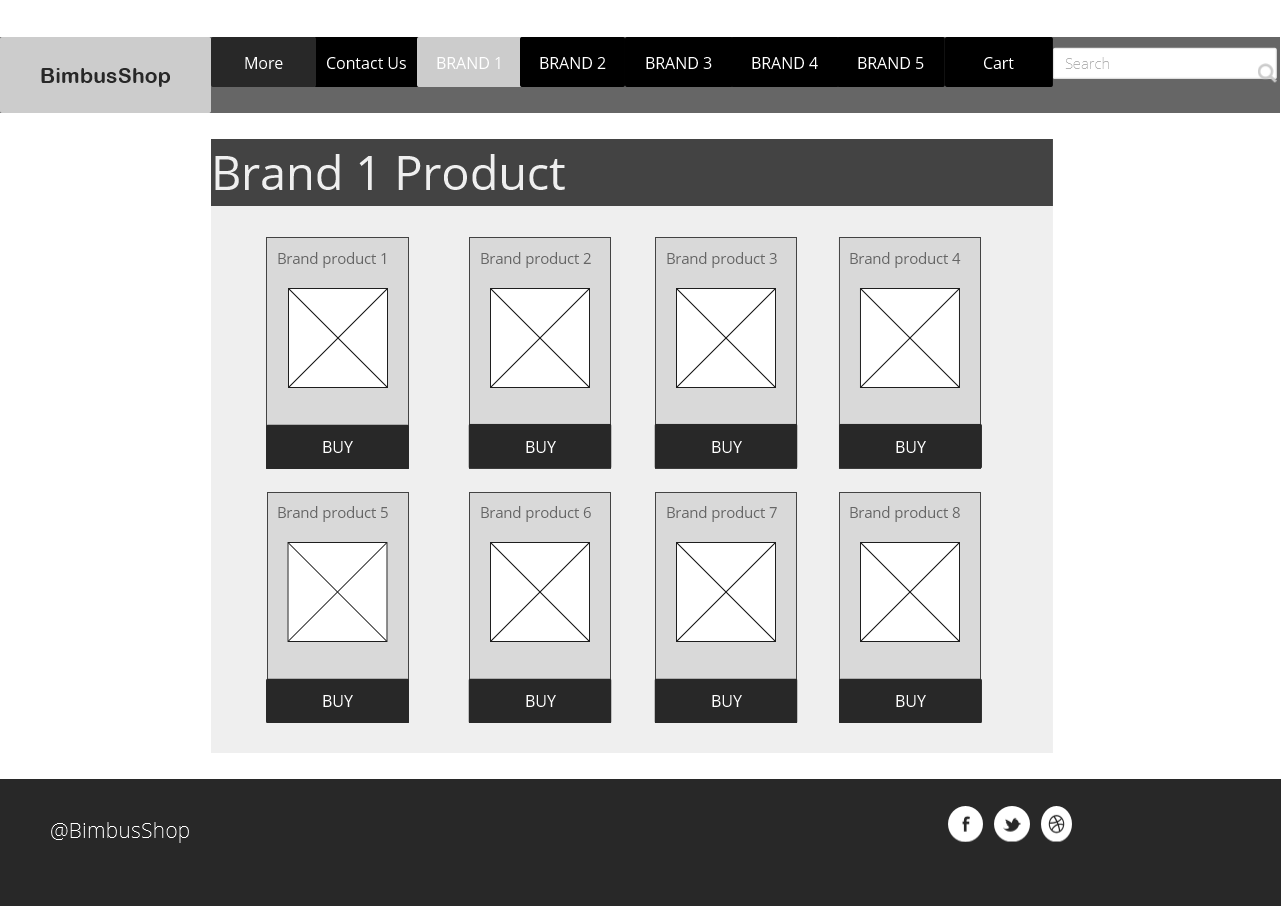 BimbusShop
More
Contact Us
BRAND 1
BRAND 2
BRAND 3
BRAND 4
BRAND 5
Cart
Search
Brand 1 Product
Brand product 1
Brand product 2
Brand product 3
Brand product 4
BUY
BUY
BUY
BUY
Brand product 5
Brand product 6
Brand product 7
Brand product 8
BUY
BUY
BUY
BUY
@BimbusShop